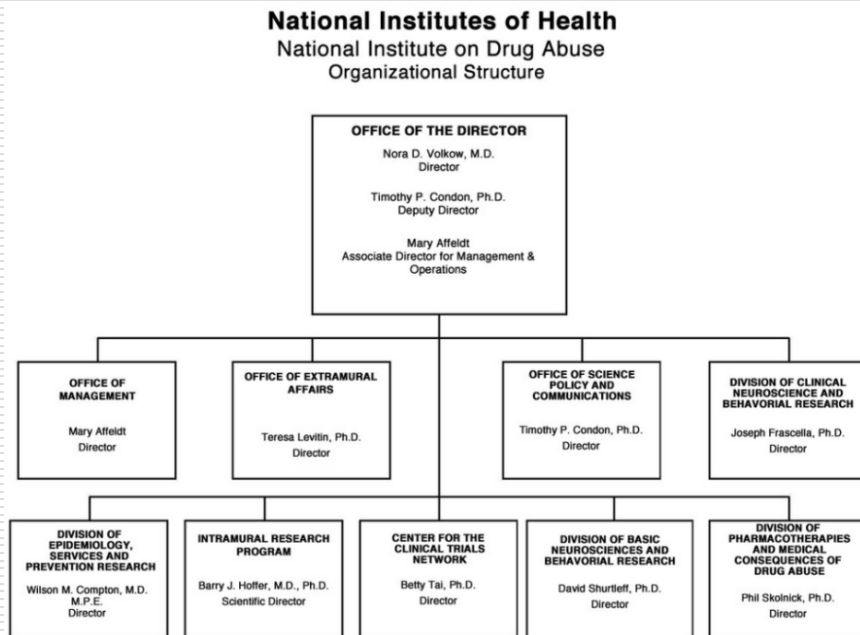 National Institutes of Health
National Institute on Drug Abuse
Organizational Structure
OFFICE OF THE DIRECTOR
Nora D. Volkow, M.D.
Director
Timothy P. Condon, Ph.D.
Deputy Director
Mary Affeldt
Associate Director for Management &
Operations
OFFICE OF
MANAGEMENT
Mary Affeldt
Director
OFFICE OF EXTRAMURAL
AFFAIRS
Teresa Levitin, Ph.D.
Director
OFFICE OF SCIENCE
POLICY AND
COMMUNICATIONS
Timothy P. Condon, Ph.D.
Director
DIVISION OF CLINICAL
NEUROSCIENCE AND
BEHAVORIAL RESEARCH
Joseph Frascella, Ph.D.
Director
DIVISION OF
EPIDEMIOLOGY,
SERVICES AND
PREVENTION RESEARCH
Wilson M. Compton, M.D.
M.P.E.
Director
INTRAMURAL RESEARCH
PROGRAM
Barry J. Hoffer, M.D., Ph.D.
Scientific Director
CENTER FOR THE
CLINICAL TRIALS
NETWORK
Betty Tai, Ph.D.
Director
DIVISION OF BASIC
NEUROSCIENCES AND
BEHAVORIAL RESEARCH
David Shurtleff, Ph.D.
Director
DIVISION OF
PHARMACOTHERAPIES
AND MEDICAL
CONSEQUENCES OF
DRUG ABUSE
Phil Skolnick, Ph.D.
Director